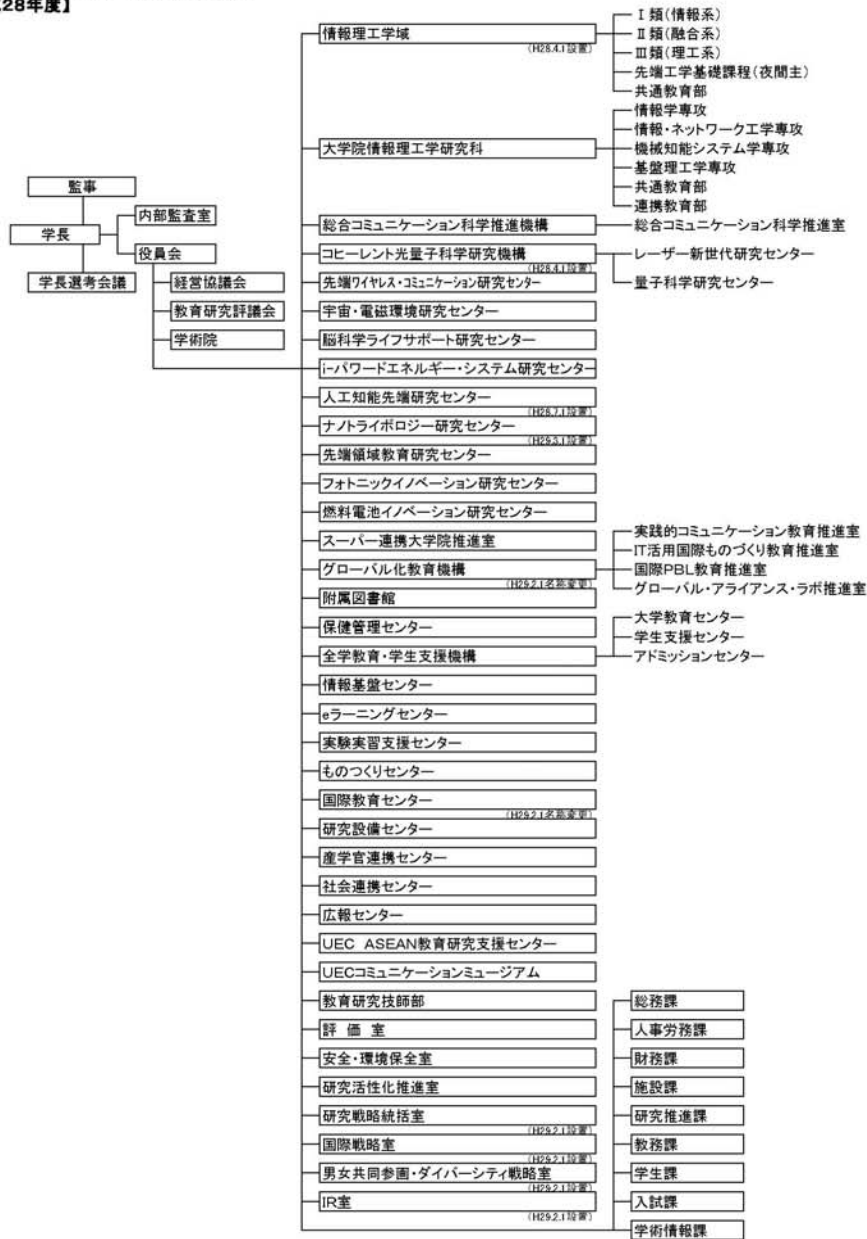 28年度】
監事
学長
学長選考会議
内部監査室
役員会
経営協議会
教育研究評議会
学術院
情報理工学域
(H28.4.1設置)
Ⅰ類(情報系)
Ⅱ類(融合系)
Ⅲ類(理工系)
先端工学基礎課程(夜間主)
共通教育部
大学院情報理工学研究科
情報学専攻
情報・ネットワーク工学専攻
機械知能システム学専攻
基盤理工学専攻
共通教育部
連携教育部
総合コミュニケーション科学推進機構
総合コミュニケーション科学推進室
コヒーレント光量子科学研究機構
(H28.4.1設置)
レーザー新世代研究センター
量子科学研究センター
先端ワイヤレス・コミュニケーション研究センター
宇宙・電磁環境研究センター
脳科学ライフサポート研究センター
i-パワードエネルギー・システム研究センター
人工知能先端研究センター
(H28.7.1設置)
ナノトライボロジー研究センター
(H29.3.1設置)
先端領域教育研究センター
フォトニックイノベーション研究センター
燃料電池イノベーション研究センター
スーパー連携大学院推進室
グローバル化教育機構
(H29.2.1名称変更)
実践的コミュニケーション教育推進室
IT活用国際ものづくり教育推進室
国際PBL教育推進室
グローバル・アライアンス・ラボ推進室
附属図書館
保健管理センター
全学教育・学生支援機構
大学教育センター
学生支援センター
アドミッションセンター
情報基盤センター
eラーニングセンター
実験実習支援センター
ものつくりセンター
国際教育センター
(H29.2.1名称変更)
研究設備センター
産学官連携センター
社会連携センター
広報センター
UEC ASEAN教育研究支援センター
UECコミュニケーションミュージアム
教育研究技師部
評 価 室
安全・環境保全室
研究活性化推進室
研究戦略統括室
(H29.2.1設置)
国際戦略室
(H29.2.1設置)
男女共同参画・ダイバーシティ戦略室
(H29.2.1設置)
IR室
(H29.2.1設置)
総務課
人事労務課
財務課
施設課
研究推進課
教務課
学生課
入試課
学術情報課